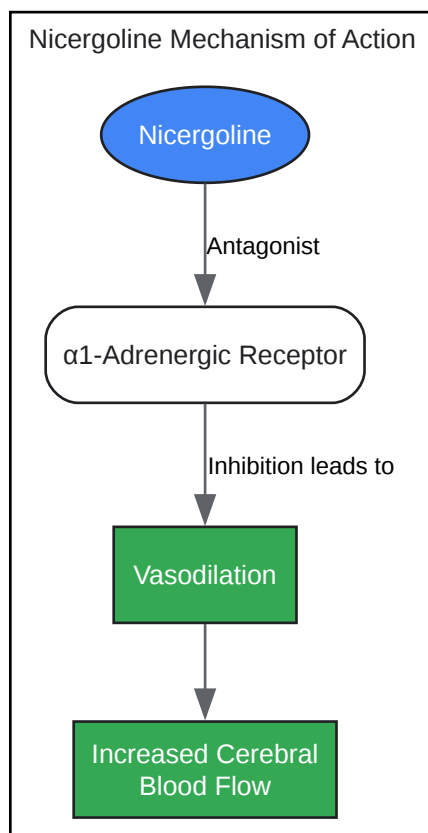 Nicergoline Mechanism of Action
Nicergoline
Antagonist
α1-Adrenergic Receptor
Inhibition leads to
Vasodilation
Increased Cerebral
Blood Flow